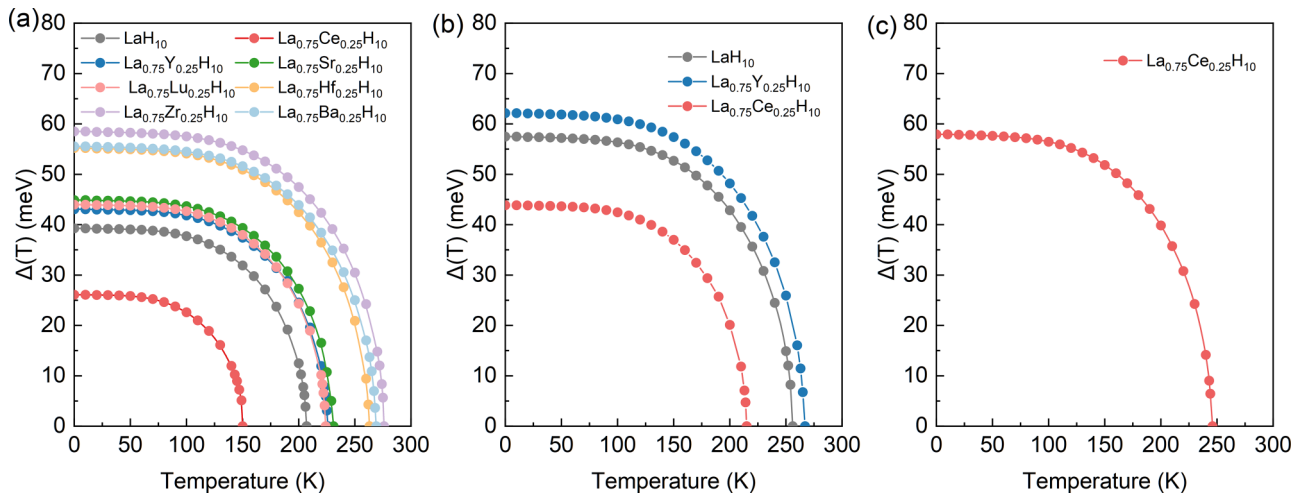 (a)
80
70
60
50
40
30
20
10
0
Δ(T) (meV)
LaH₁₀
La₀.₇₅Y₀.₂₅H₁₀
La₀.₇₅Lu₀.₂₅H₁₀
La₀.₇₅Zr₀.₂₅H₁₀
La₀.₇₅Ce₀.₂₅H₁₀
La₀.₇₅Sr₀.₂₅H₁₀
La₀.₇₅Hf₀.₂₅H₁₀
La₀.₇₅Ba₀.₂₅H₁₀
0 50 100 150 200 250 300
Temperature (K)
(b)
80
70
60
50
40
30
20
10
0
Δ(T) (meV)
LaH₁₀
La₀.₇₅Y₀.₂₅H₁₀
La₀.₇₅Ce₀.₂₅H₁₀
0 50 100 150 200 250 300
Temperature (K)
(c)
80
70
60
50
40
30
20
10
0
Δ(T) (meV)
La₀.₇₅Ce₀.₂₅H₁₀
0 50 100 150 200 250 300
Temperature (K)